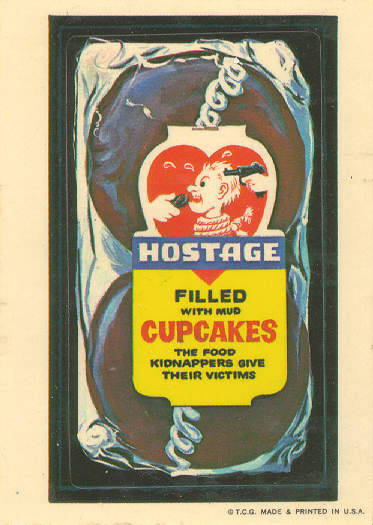 HOSTAGE
FILLED
WITH MUD
CUPCAKES
THE FOOD
KIDNAPPERS GIVE
THEIR VICTIMS
© T.C.G. MADE & PRINTED IN U.S.A.